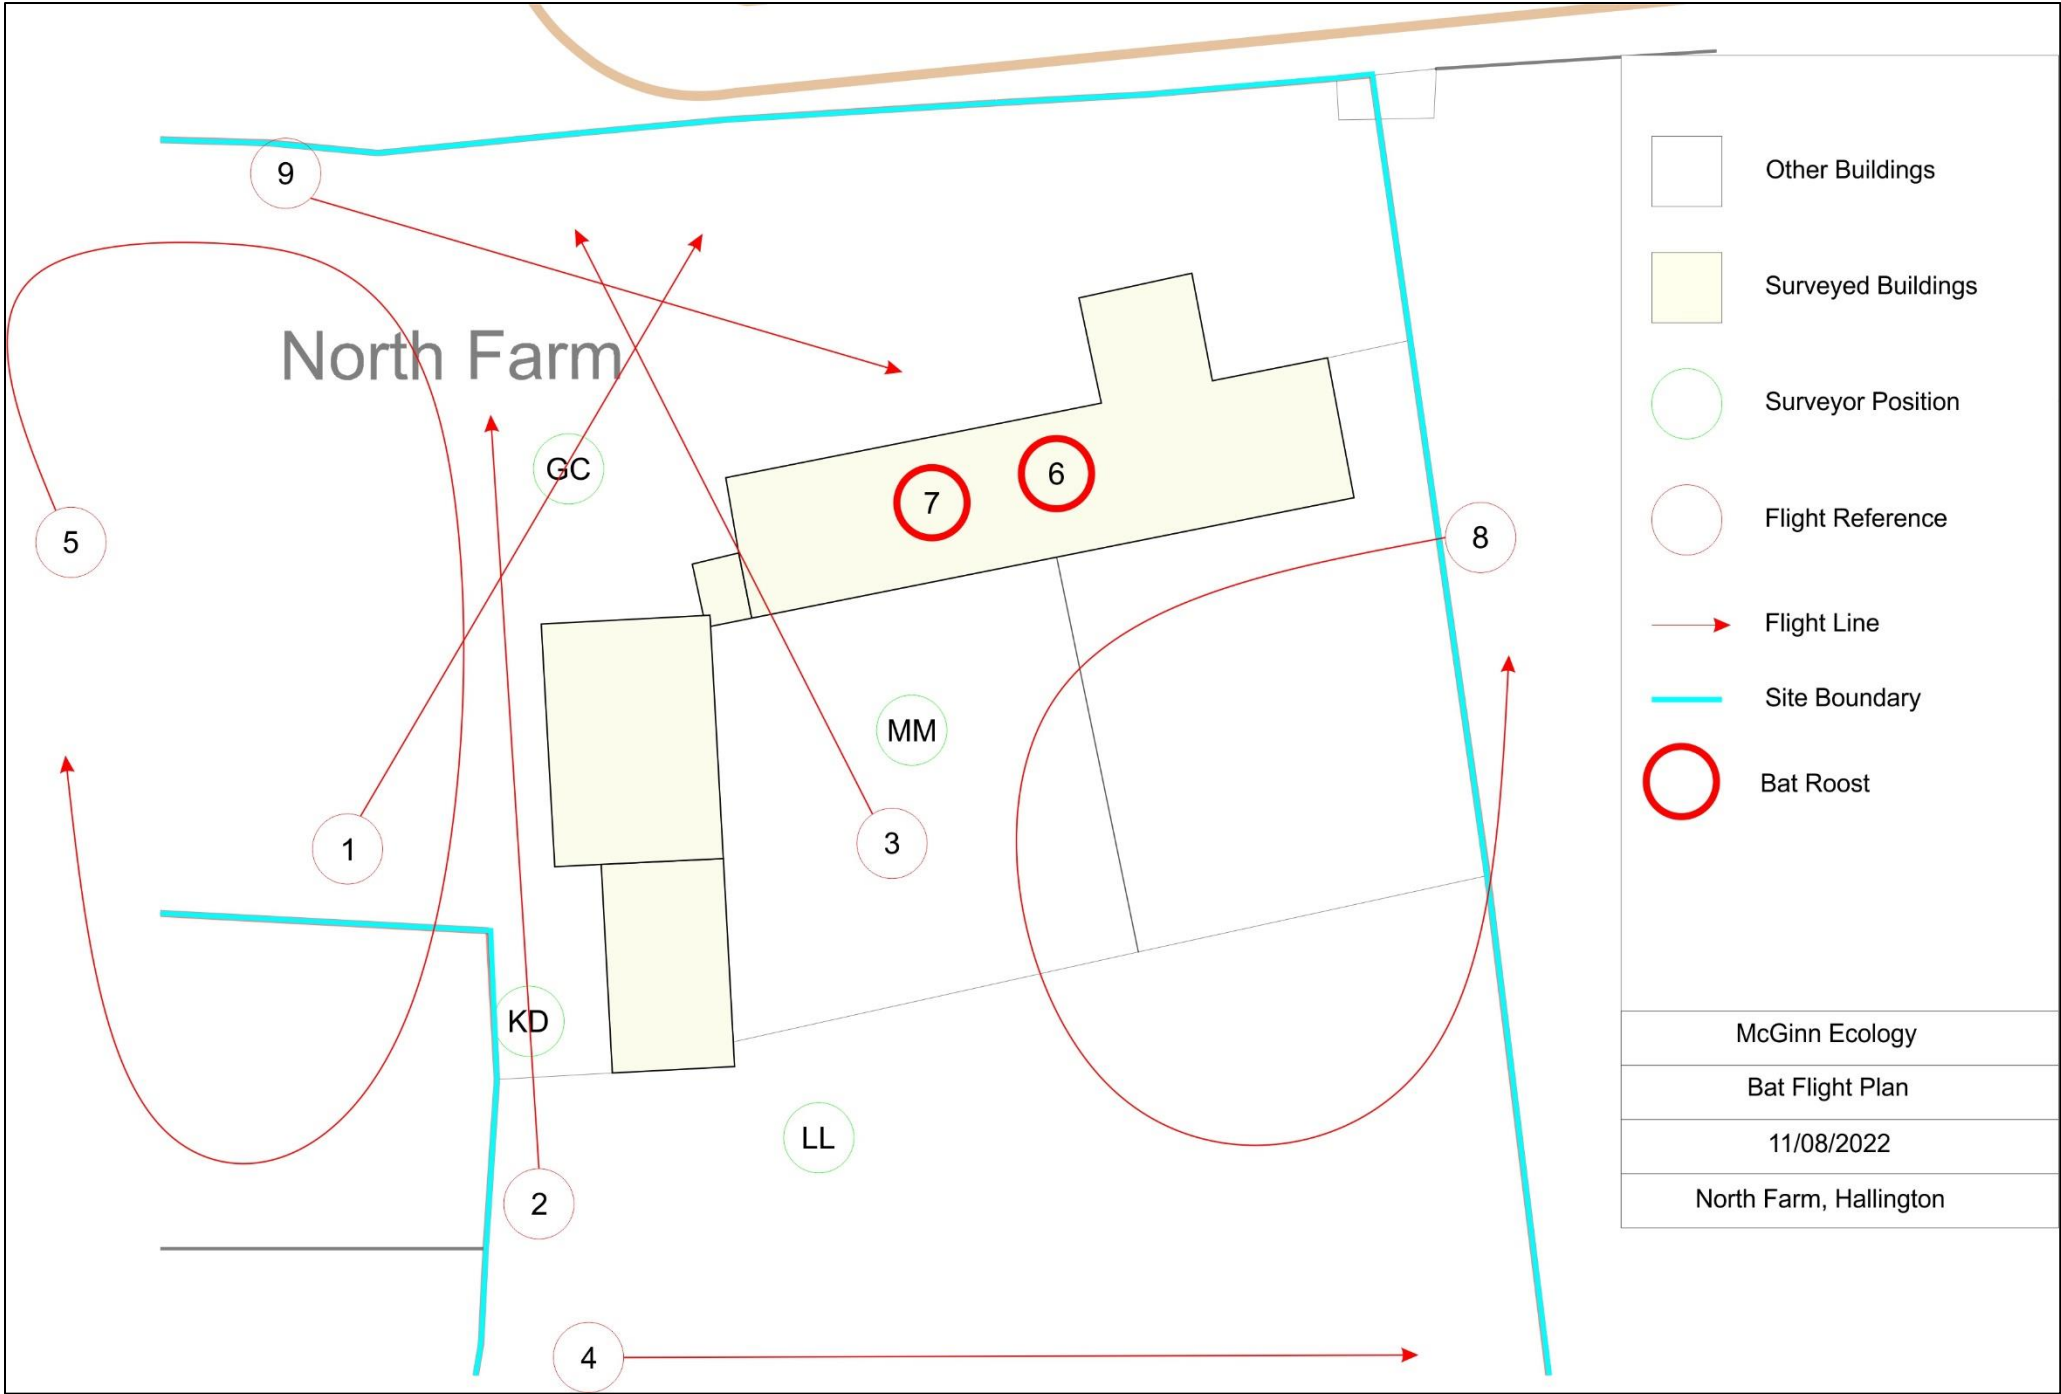 9
North Farm
GC
5
7
6
8
MM
1
3
KD
LL
2
4
Other Buildings
Surveyed Buildings
Surveyor Position
Flight Reference
Flight Line
Site Boundary
Bat Roost
McGinn Ecology
Bat Flight Plan
11/08/2022
North Farm, Hallington